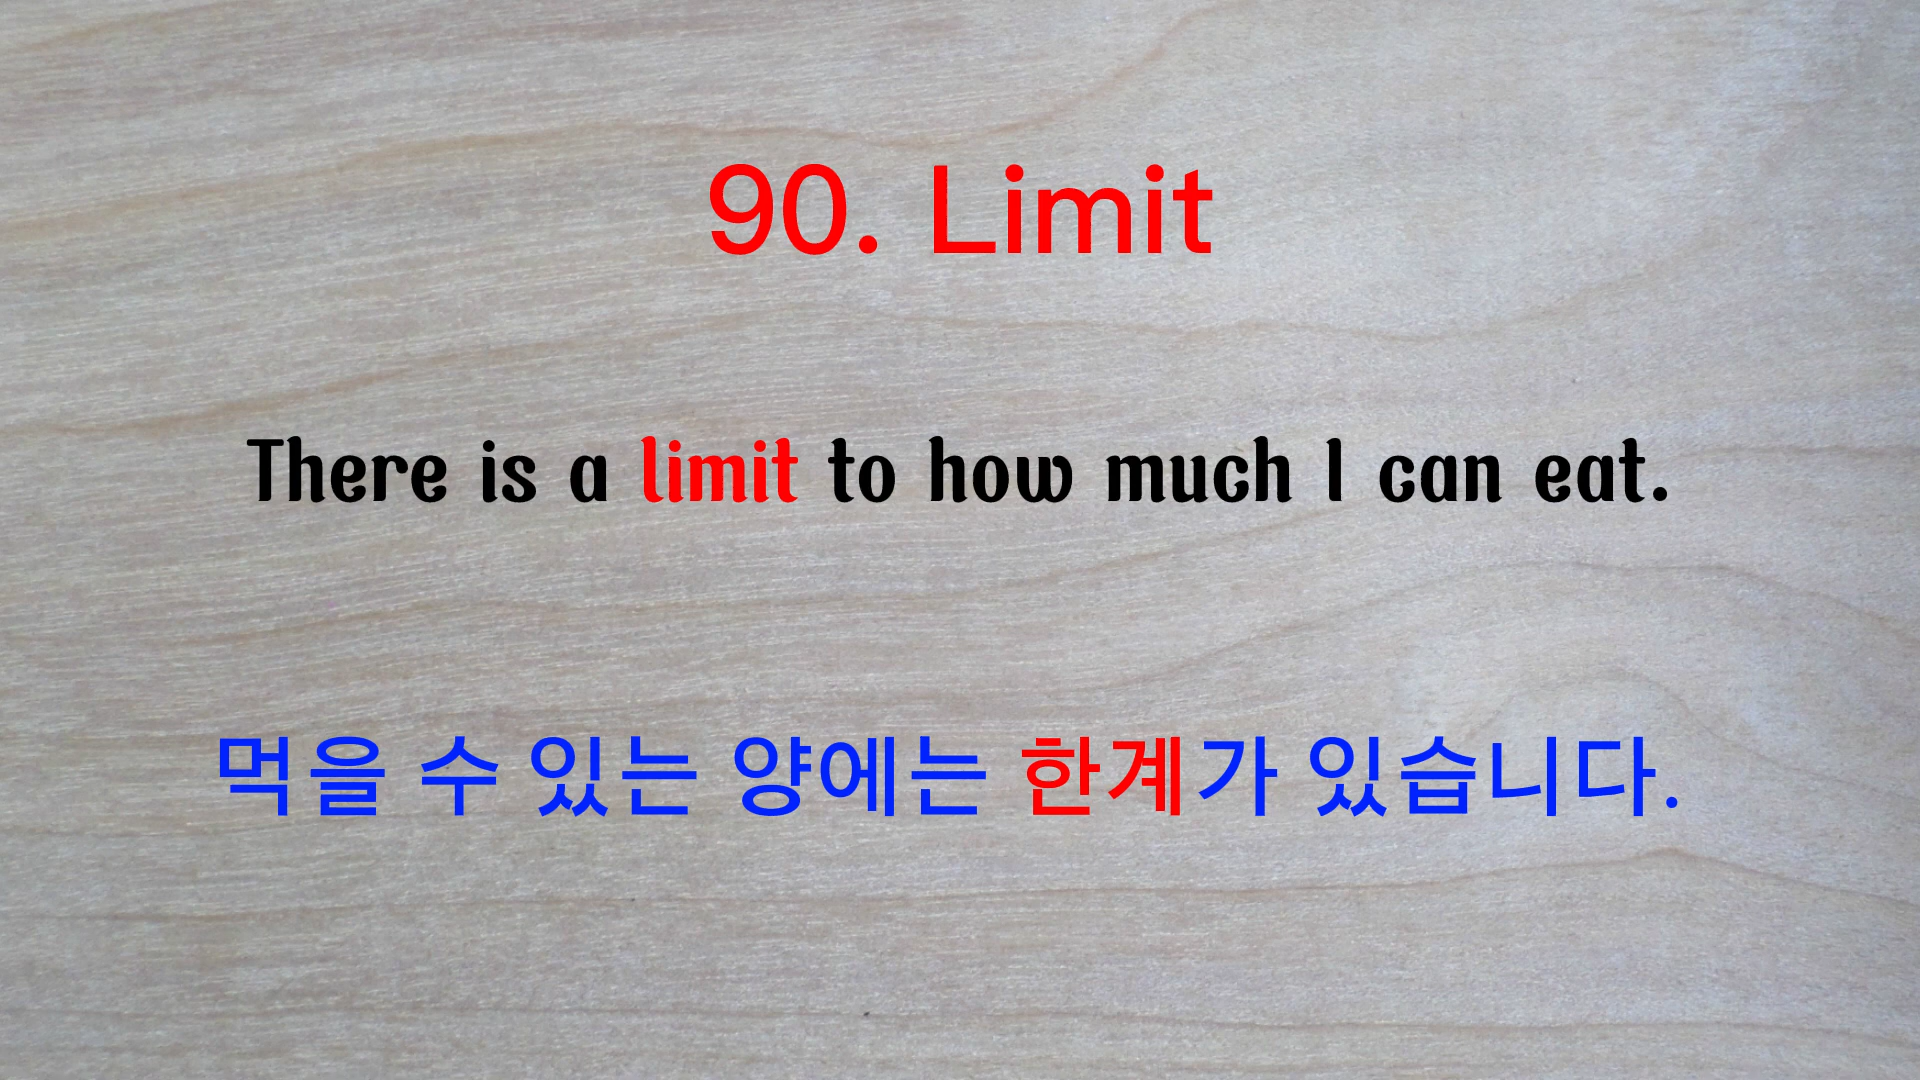 90. Limit
There is a limit to how much I can eat.
먹을 수 있는 양에는 한계가 있습니다.